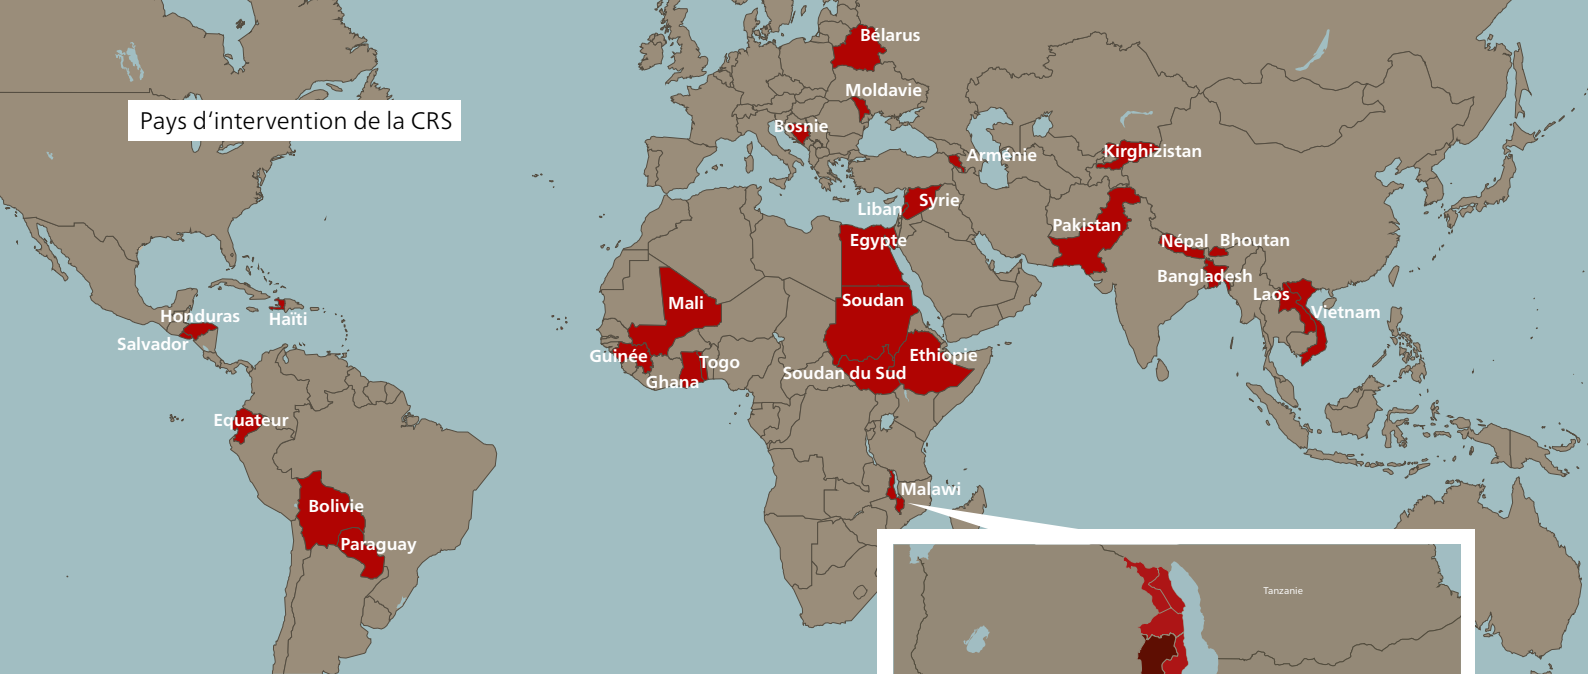 Bélarus
Moldavie
Pays d‘intervention de la CRS
Bosnie
Arménie
Kirghizistan
Syrie
Liban
Pakistan
Egypte
Népal
Bhoutan
Bangladesh
Laos
Soudan
Mali
Vietnam
Honduras
Haïti
Salvador
Guinée
Togo
Ethiopie
Soudan du Sud
Ghana
Equateur
Malawi
Bolivie
Paraguay
Tanzanie